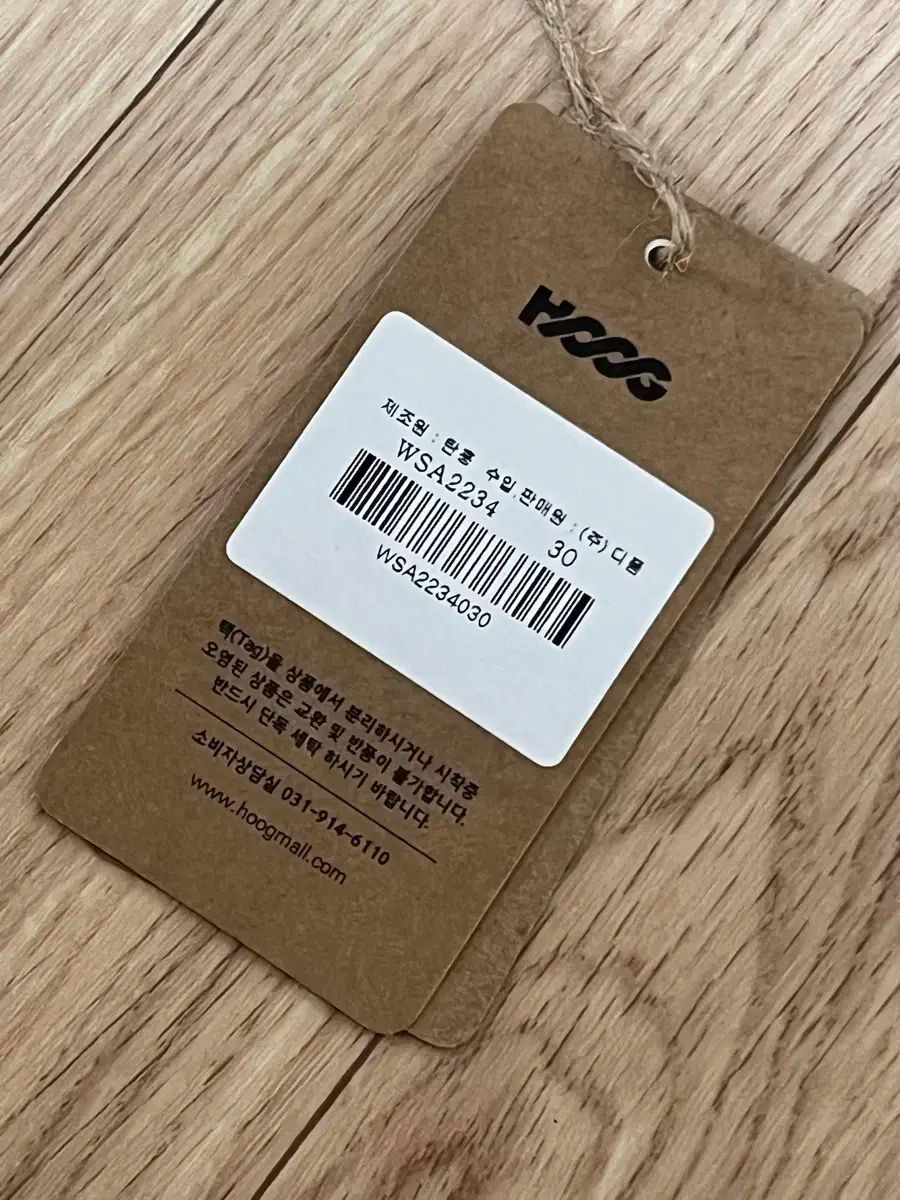 HOOG
제조원 : 탄홍 수입.판매원 : (주)디몰
WSA2234 30
WSA2234030
택(Tag)을 상품에서 분리하시거나 시착중
오염된 상품은 교환 및 반품이 불가합니다.
반드시 단독 세탁 하시기 바랍니다.
소비자상담실 031-914-6110
www.hoogmall.com